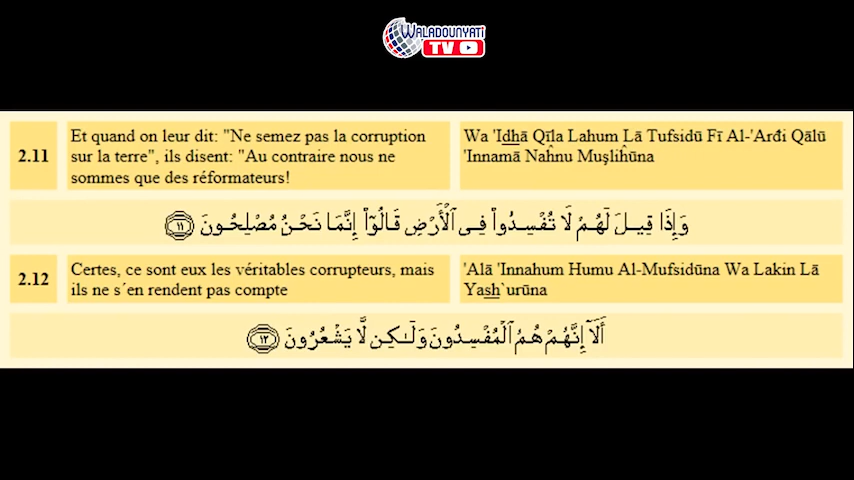 WALADOUNYATI
TV
2.11
Et quand on leur dit: "Ne semez pas la corruption
sur la terre", ils disent: "Au contraire nous ne
sommes que des réformateurs!
Wa 'Idhā Qīla Lahum Lā Tufsidū Fī Al-'Arđi Qālū
'Innamā Naĥnu Muşliĥūna
وَإِذَا قِيلَ لَهُمْ لَا تُفْسِدُوا۟ فِى ٱلْأَرْضِ قَالُوٓا۟ إِنَّمَا نَحْنُ مُصْلِحُونَ ١١
2.12
Certes, ce sont eux les véritables corrupteurs, mais
ils ne s´en rendent pas compte
'Alā 'Innahum Humu Al-Mufsidūna Wa Lakin Lā
Yash`urūna
أَلَآ إِنَّهُمْ هُمُ ٱلْمُفْسِدُونَ وَلَـٰكِن لَّا يَشْعُرُونَ ١٢